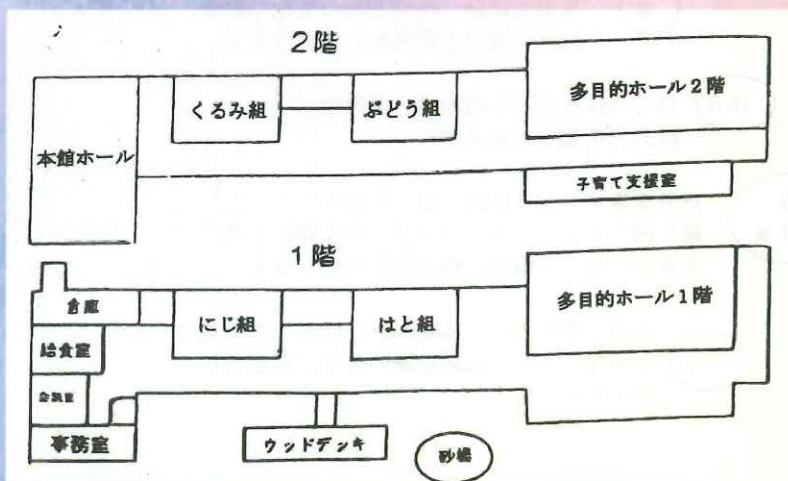 2階
本館ホール
くるみ組
ぶどう組
多目的ホール2階
子育て支援室
1階
倉庫
給食室
にじ組
はと組
多目的ホール1階
事務室
ウッドデッキ
砂場